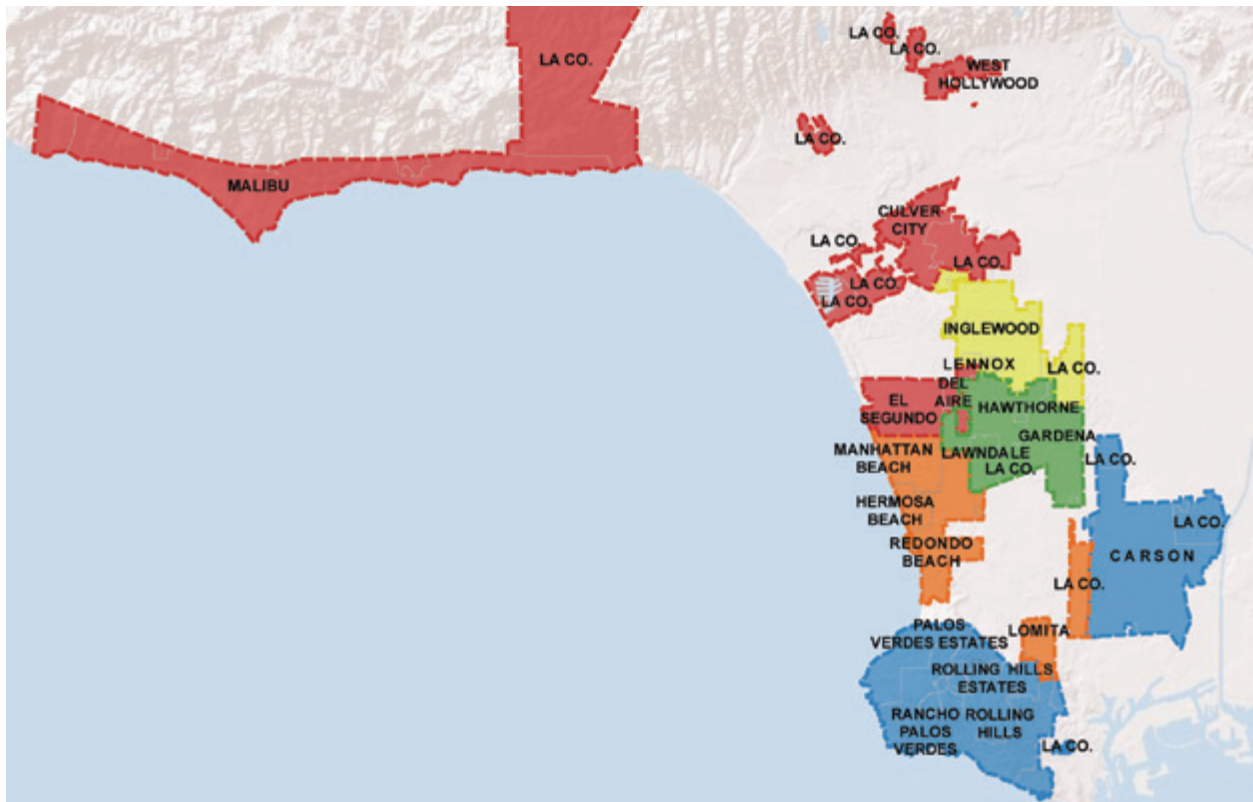 LA CO.
LA CO.
LA CO.
WEST
HOLLYWOOD
LA CO.
MALIBU
CULVER
CITY
LA CO.
LA CO.
LA CO.
LA CO.
INGLEWOOD
LENNOX
LA CO.
DEL
AIRE
EL
SEGUNDO
HAWTHORNE
GARDENA
MANHATTAN
BEACH
LAWNDALE
LA CO.
LA CO.
HERMOSA
BEACH
LA CO.
REDONDO
BEACH
CARSON
LA CO.
PALOS
VERDES ESTATES
LOMITA
ROLLING HILLS
ESTATES
RANCHO
PALOS
VERDES
ROLLING
HILLS
LA CO.